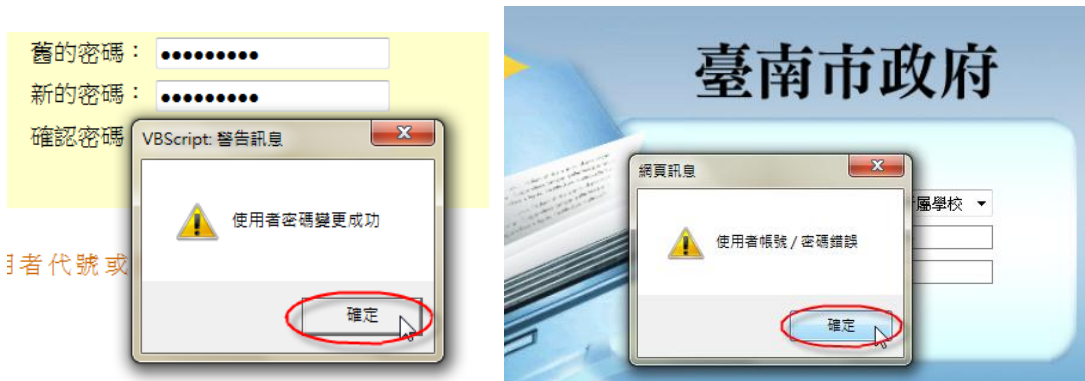 舊的密碼：
新的密碼：
確認密碼
VBScript: 警告訊息
使用者密碼變更成功
確定
者代號或
臺南市政府
網頁訊息
屬學校
使用者帳號 / 密碼錯誤
確定